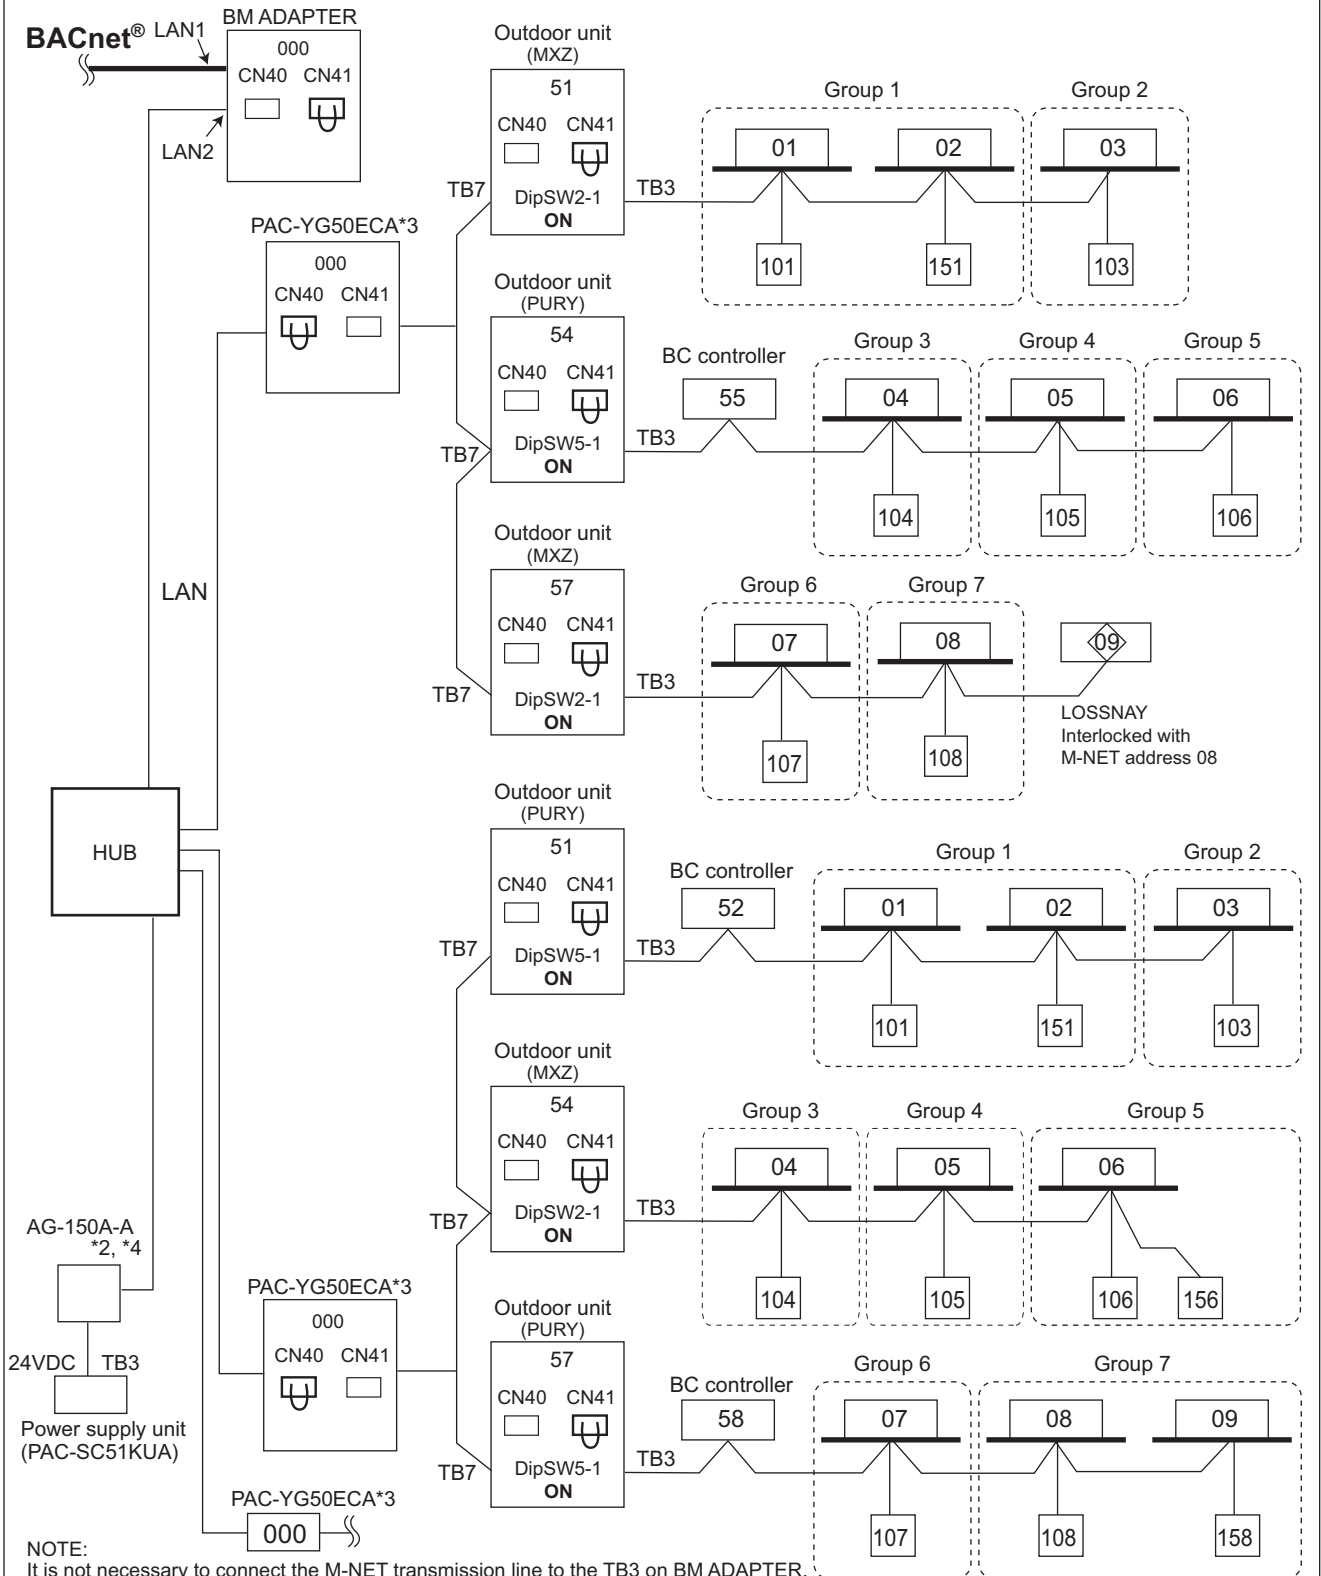 BACnet® LAN1
BM ADAPTER
000
CN40 CN41
LAN2
Outdoor unit
(MXZ)
51
CN40 CN41
DipSW2-1
ON
TB7
TB3
Group 1
Group 2
01
02
03
101
151
103
PAC-YG50ECA*3
000
CN40 CN41
Outdoor unit
(PURY)
54
CN40 CN41
DipSW5-1
ON
TB7
TB3
BC controller
55
Group 3
Group 4
Group 5
04
05
06
104
105
106
LAN
Outdoor unit
(MXZ)
57
CN40 CN41
DipSW2-1
ON
TB7
TB3
Group 6
Group 7
07
08
09
107
108
LOSSNAY
Interlocked with
M-NET address 08
HUB
Outdoor unit
(PURY)
51
CN40 CN41
DipSW5-1
ON
TB7
TB3
BC controller
52
Group 1
Group 2
01
02
03
101
151
103
Outdoor unit
(MXZ)
54
CN40 CN41
DipSW2-1
ON
TB7
TB3
Group 3
Group 4
Group 5
04
05
06
104
105
106
156
AG-150A-A
*2, *4
24VDC TB3
Power supply unit
(PAC-SC51KUA)
PAC-YG50ECA*3
000
CN40 CN41
Outdoor unit
(PURY)
57
CN40 CN41
DipSW5-1
ON
TB7
TB3
BC controller
58
Group 6
Group 7
07
08
09
107
108
158
PAC-YG50ECA*3
000
NOTE:
It is not necessary to connect the M-NET transmission line to the TB3 on BM ADAPTER.